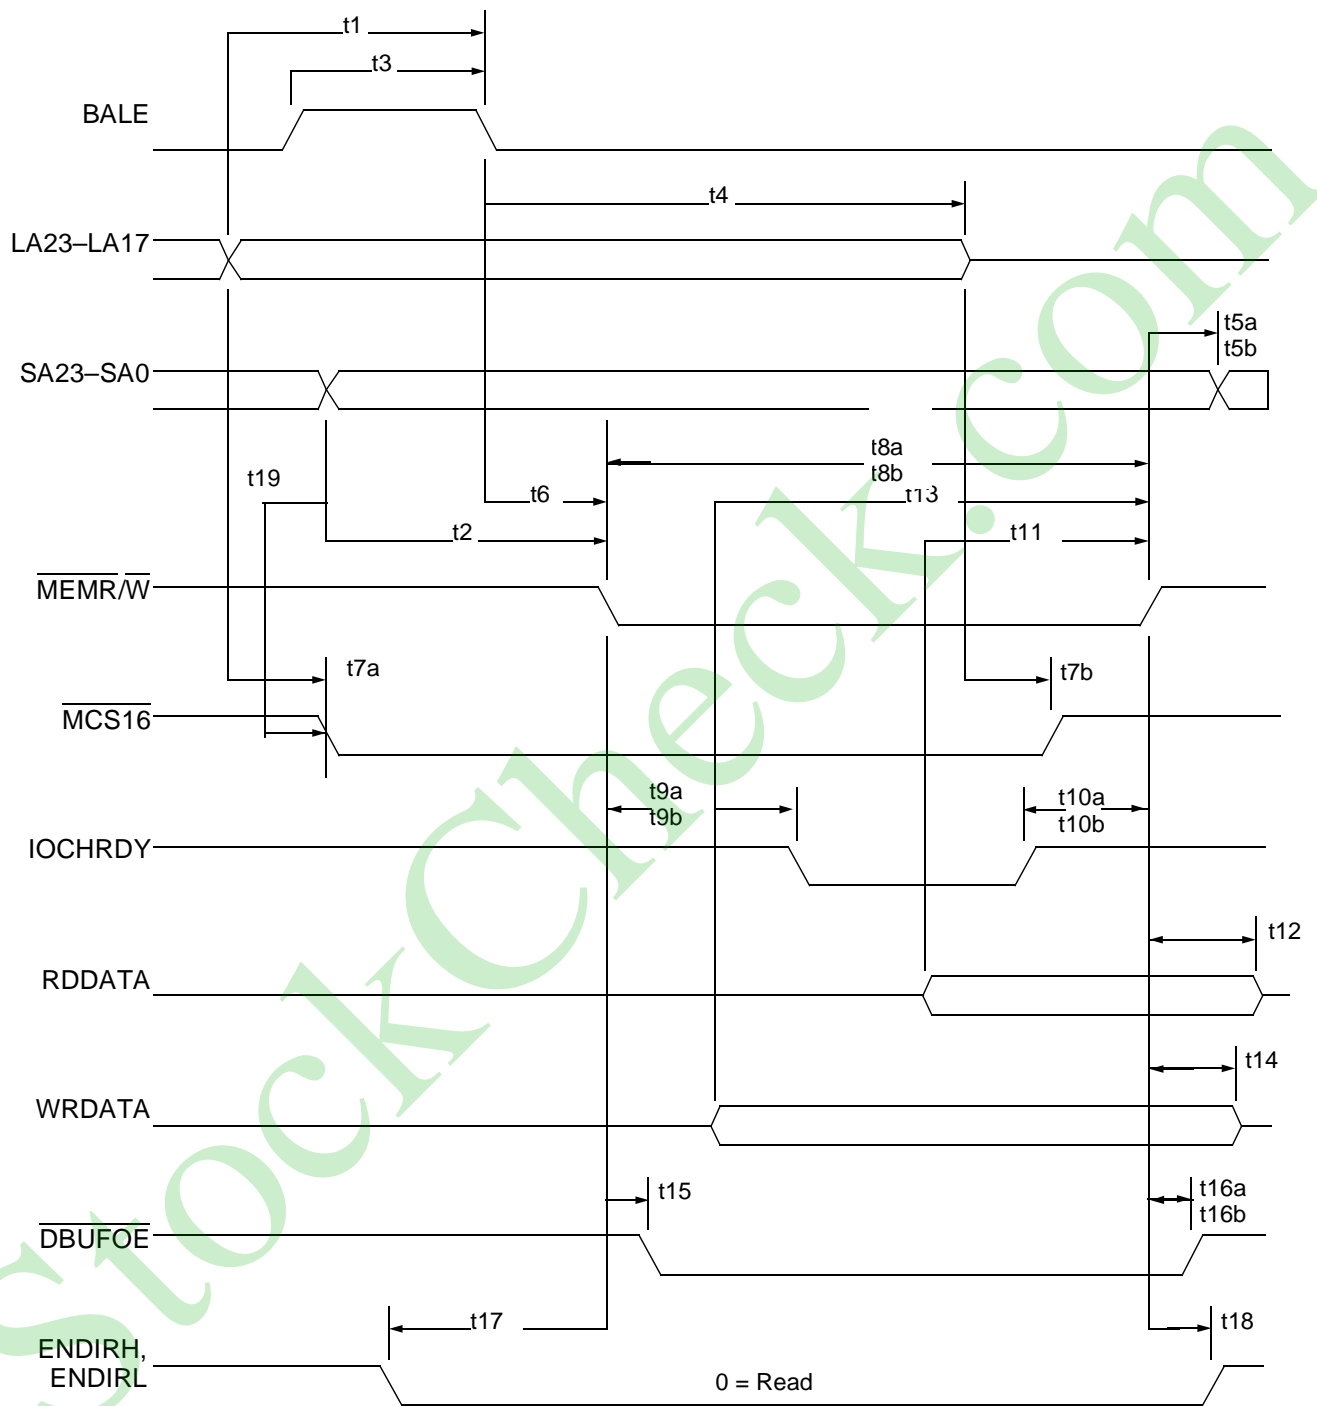 t1
t3
BALE
t4
LA23–LA17
t5a
t5b
SA23–SA0
t8a
t8b
t19
t6
t13
t2
t11
MEMR/W
t7a
t7b
MCS16
t9a
t9b
t10a
t10b
IOCHRDY
t12
RDDATA
t14
WRDATA
t15
t16a
t16b
DBUFOE
t17
t18
ENDIRH,
ENDIRL
0 = Read
StockCheck.com